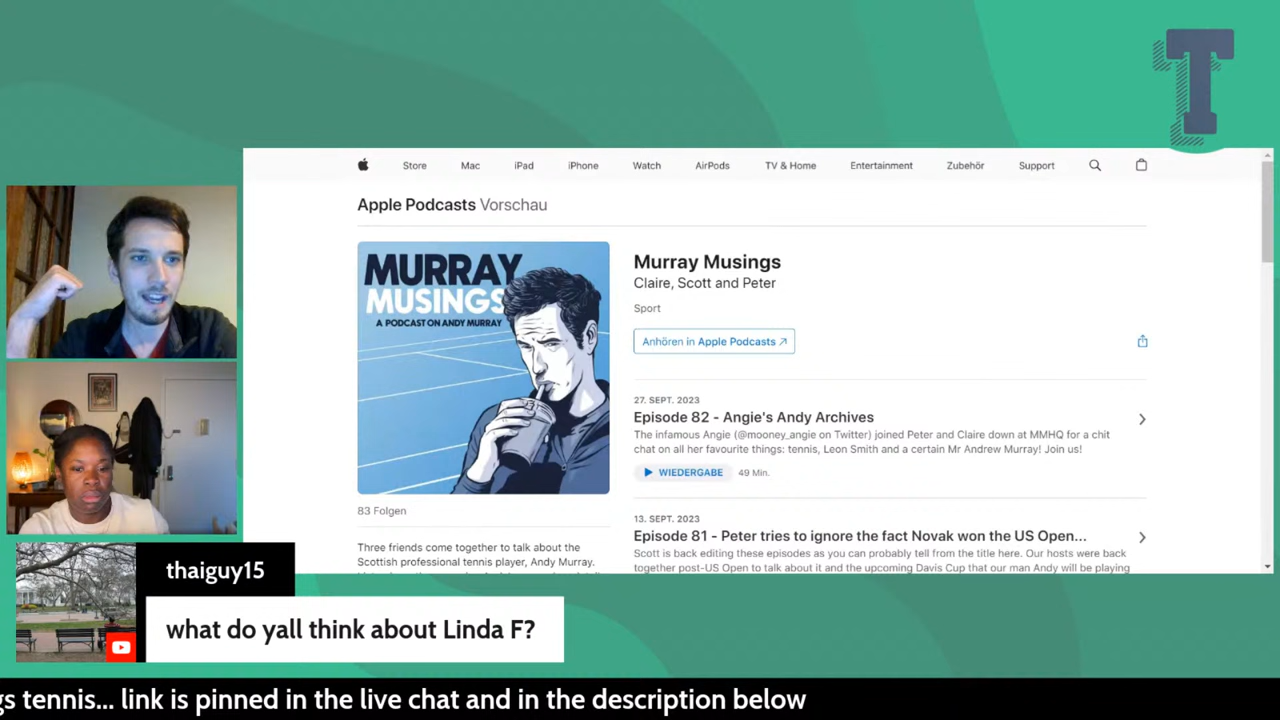 T
Store Mac iPad iPhone Watch AirPods TV & Home Entertainment Zubehör Support
Apple Podcasts Vorschau
MURRAY
MUSINGS
A PODCAST ON ANDY MURRAY
83 Folgen
Three friends come together to talk about the
Scottish professional tennis player, Andy Murray.
Murray Musings
Claire, Scott and Peter
Sport
Anhören in Apple Podcasts ↗
27. SEPT. 2023
Episode 82 - Angie's Andy Archives
The infamous Angie (@mooney_angie on Twitter) joined Peter and Claire down at MMHQ for a chit
chat on all her favourite things: tennis, Leon Smith and a certain Mr Andrew Murray! Join us!
WIEDERGABE 49 Min.
13. SEPT. 2023
Episode 81 - Peter tries to ignore the fact Novak won the US Open...
Scott is back editing these episodes as you can probably tell from the title here. Our hosts were back
together post-US Open to talk about it and the upcoming Davis Cup that our man Andy will be playing
thaiguy15
what do yall think about Linda F?
gs tennis... link is pinned in the live chat and in the description below